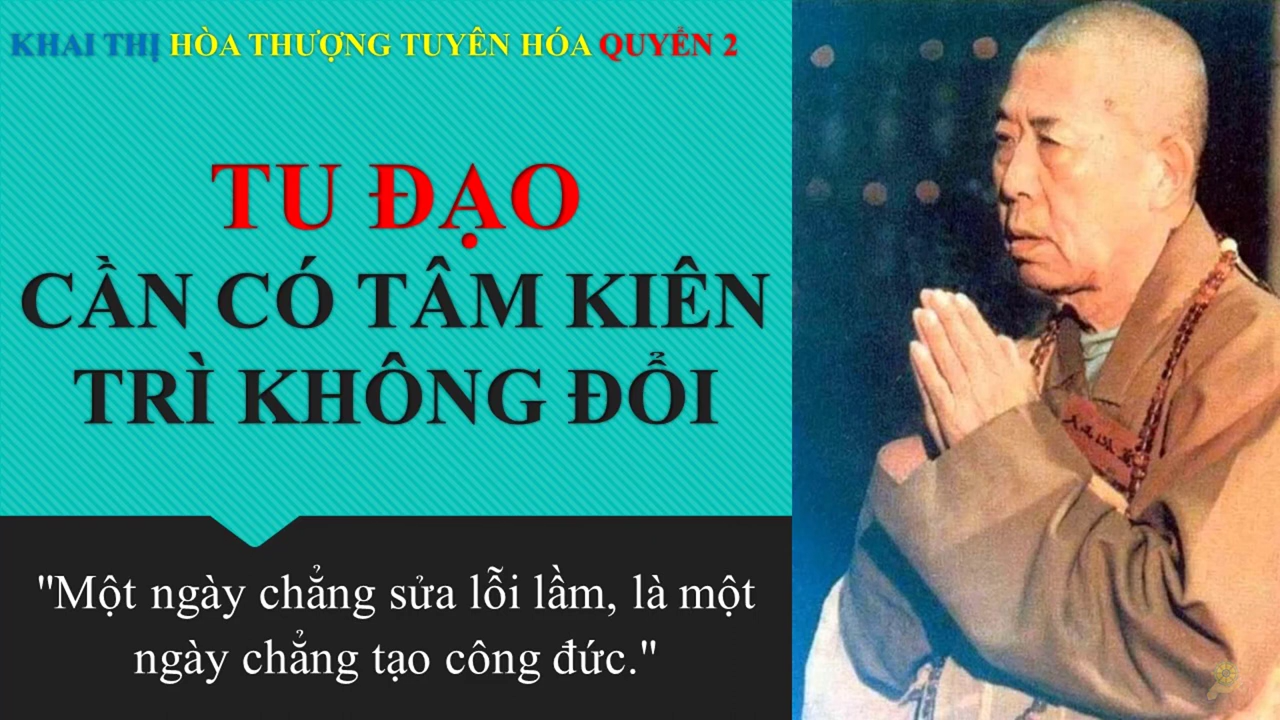 KHAI THỊ HÒA THƯỢNG TUYÊN HÓA QUYỂN 2
TU ĐẠO
CẦN CÓ TÂM KIÊN
TRÌ KHÔNG ĐỔI
"Một ngày chẳng sửa lỗi lầm, là một
ngày chẳng tạo công đức."